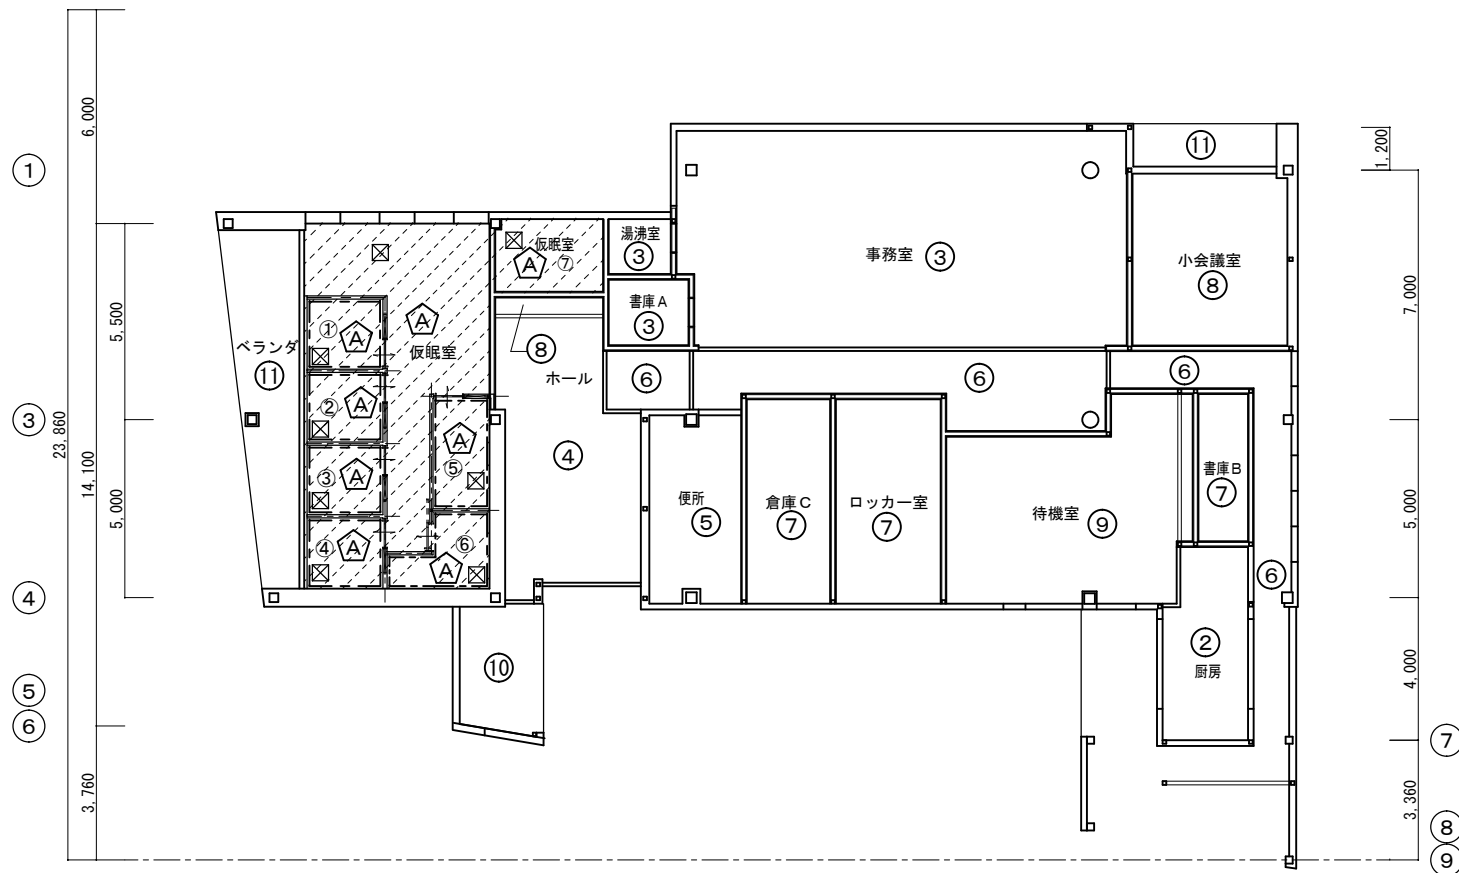 6,000
1,200
①
⑪
湯沸室
③
仮眠室
Ⓐ
⑦
事務室 ③
小会議室
⑧
書庫A
③
5,500
7,000
①
A
A
仮眠室
ベランダ
⑪
⑧
ホール
⑥
⑥
⑥
②
A
③
23,860
14,100
A
⑤
④
③
A
5,000
5,000
書庫B
⑦
便所
⑤
倉庫C
⑦
ロッカー室
⑦
待機室
⑨
④
A
⑥
A
⑥
④
②
厨房
⑩
4,000
⑤
⑥
⑦
3,760
3,360
⑧
⑨